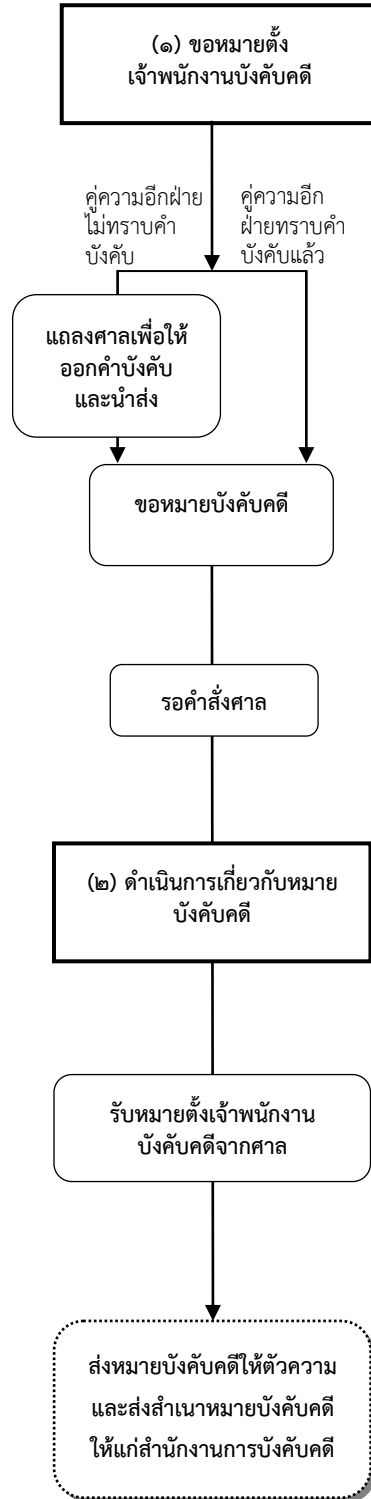 (๑) ขอหมายตั้ง
เจ้าพนักงานบังคับคดี
คู่ความอีกฝ่าย
ไม่ทราบคำ
บังคับ
คู่ความอีก
ฝ่ายทราบคำ
บังคับแล้ว
แถลงศาลเพื่อให้
ออกคำบังคับ
และนำส่ง
ขอหมายบังคับคดี
รอคำสั่งศาล
(๒) ดำเนินการเกี่ยวกับหมาย
บังคับคดี
รับหมายตั้งเจ้าพนักงาน
บังคับคดีจากศาล
ส่งหมายบังคับคดีให้ตัวความ
และส่งสำเนาหมายบังคับคดี
ให้แก่สำนักงานการบังคับคดี